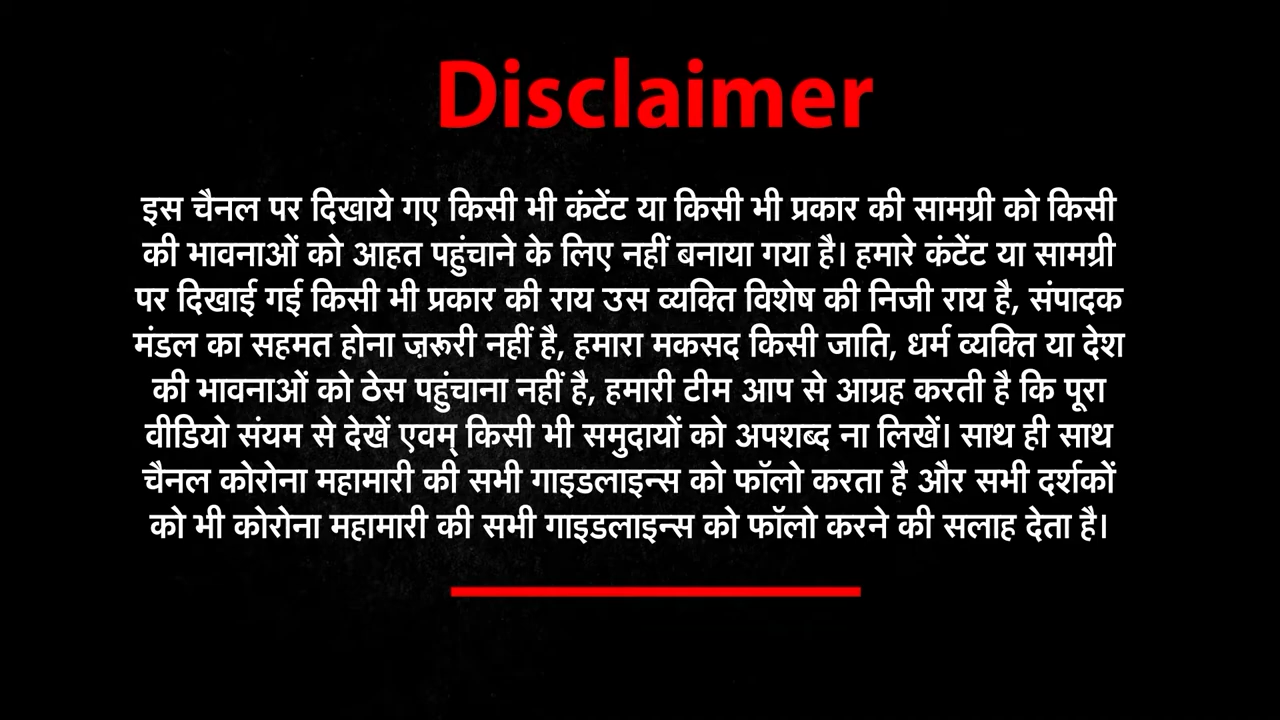 Disclaimer
इस चैनल पर दिखाये गए किसी भी कंटेंट या किसी भी प्रकार की सामग्री को किसी
की भावनाओं को आहत पहुंचाने के लिए नहीं बनाया गया है। हमारे कंटेंट या सामग्री
पर दिखाई गई किसी भी प्रकार की राय उस व्यक्ति विशेष की निजी राय है, संपादक
मंडल का सहमत होना ज़रूरी नहीं है, हमारा मकसद किसी जाति, धर्म व्यक्ति या देश
की भावनाओं को ठेस पहुंचाना नहीं है, हमारी टीम आप से आग्रह करती है कि पूरा
वीडियो संयम से देखें एवम् किसी भी समुदायों को अपशब्द ना लिखें। साथ ही साथ
चैनल कोरोना महामारी की सभी गाइडलाइन्स को फॉलो करता है और सभी दर्शकों
को भी कोरोना महामारी की सभी गाइडलाइन्स को फॉलो करने की सलाह देता है।